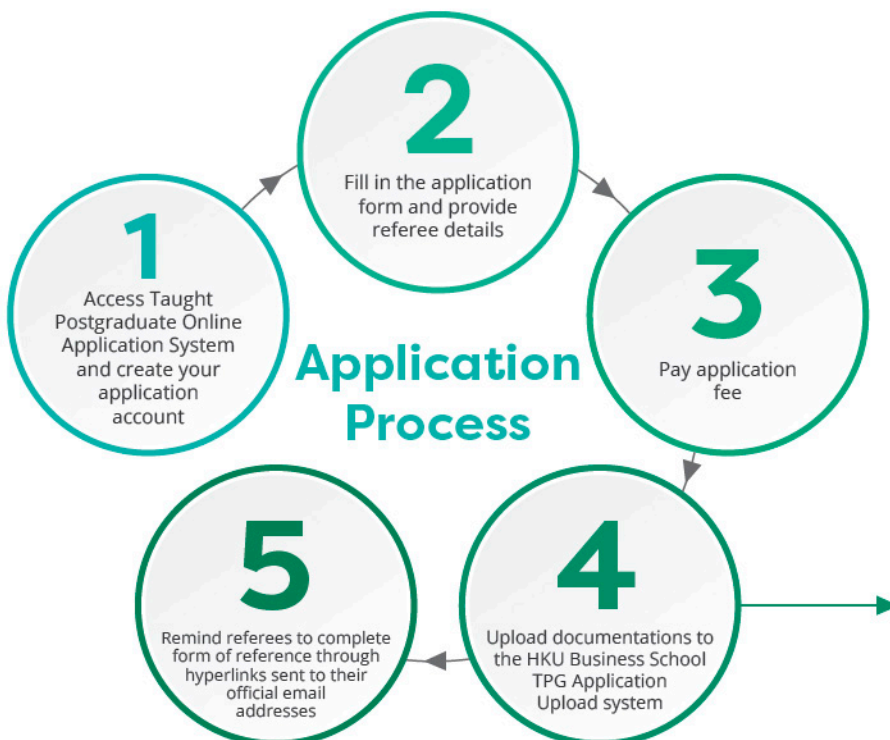 1
Access Taught
Postgraduate Online
Application System
and create your
application
account
2
Fill in the application
form and provide
referee details
3
Pay application
fee
Application
Process
4
Upload documentations to
the HKU Business School
TPG Application
Upload system
5
Remind referees to complete
form of reference through
hyperlinks sent to their
official email
addresses